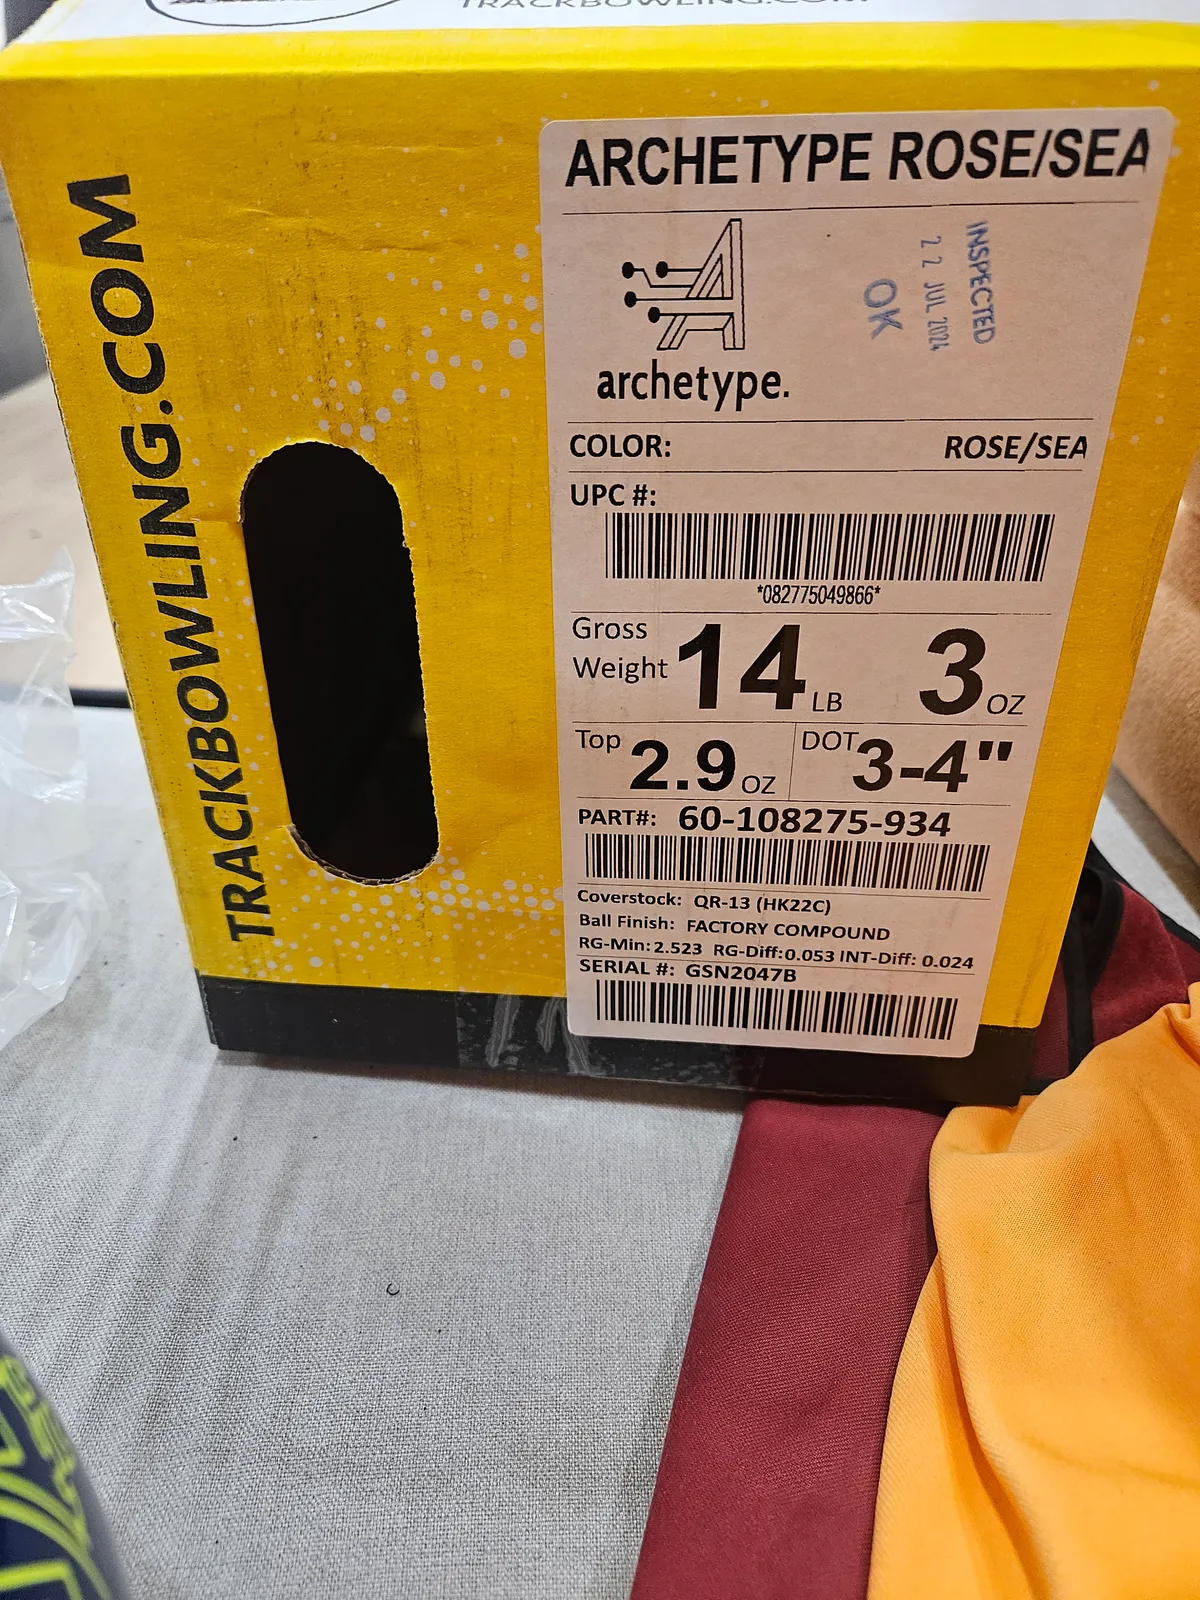 TRACKBOWLING.COM
TRACKBOWLING.COM
ARCHETYPE ROSE/SEA
INSPECTED
22 JUL 2024
OK
archetype.
COLOR: ROSE/SEA
UPC #:
*082775049866*
Gross Weight 14 LB 3 OZ
Top 2.9 OZ DOT 3-4"
PART#: 60-108275-934
Coverstock: QR-13 (HK22C)
Ball Finish: FACTORY COMPOUND
RG-Min: 2.523 RG-Diff: 0.053 INT-Diff: 0.024
SERIAL #: GSN2047B